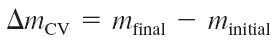 Δm_CV = m_final − m_initial